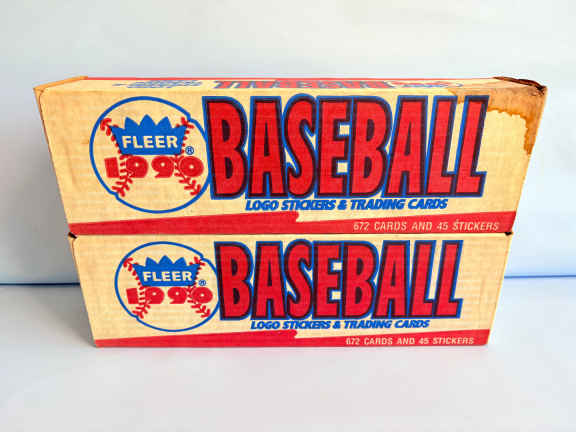 BASEBALL
FLEER
®
1990
BASEBALL
LOGO STICKERS & TRADING CARDS
672 CARDS AND 45 STICKERS
FLEER
®
1990
BASEBALL
LOGO STICKERS & TRADING CARDS
672 CARDS AND 45 STICKERS